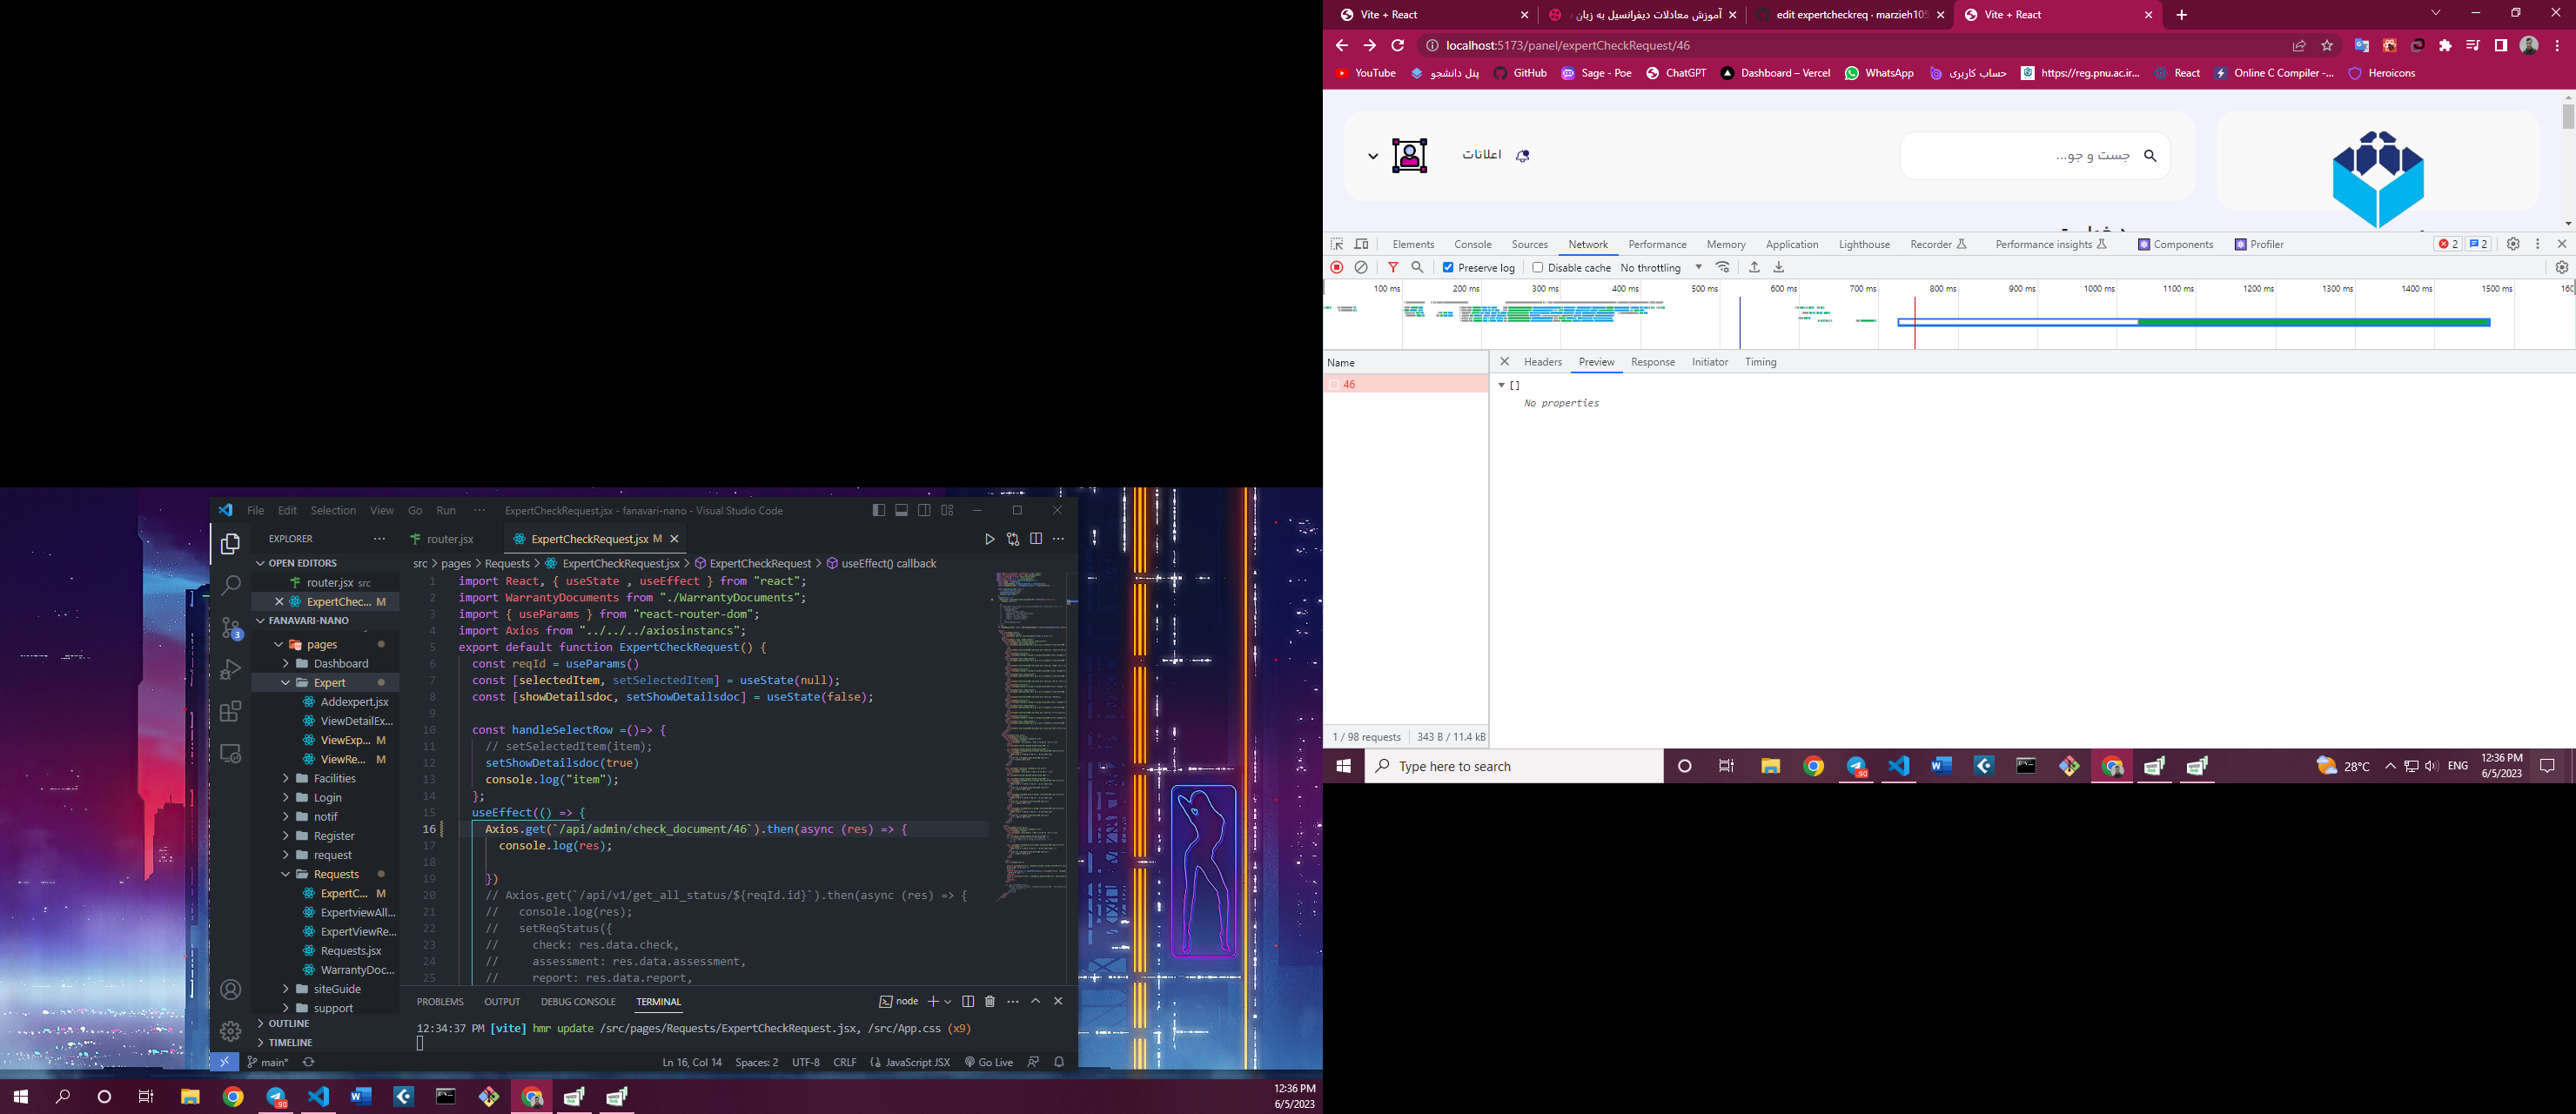 File Edit Selection View Go Run ··· ExpertCheckRequest.jsx - fanavari-nano - Visual Studio Code
EXPLORER
router.jsx
ExpertCheckRequest.jsx M
OPEN EDITORS
router.jsx src
ExpertChec... M
FANAVARI-NANO
pages
Dashboard
Expert
Addexpert.jsx
ViewDetailEx...
ViewExp... M
ViewRe... M
Facilities
Login
notif
Register
request
Requests
ExpertC... M
ExpertviewAll...
ExpertViewRe...
Requests.jsx
WarrantyDoc...
siteGuide
support
OUTLINE
TIMELINE
3
src > pages > Requests > ExpertCheckRequest.jsx > ExpertCheckRequest > useEffect() callback
1 import React, { useState , useEffect } from "react";
2 import WarrantyDocuments from "./WarrantyDocuments";
3 import { useParams } from "react-router-dom";
4 import Axios from "../../../axiosinstancs";
5 export default function ExpertCheckRequest() {
6 const reqId = useParams()
7 const [selectedItem, setSelectedItem] = useState(null);
8 const [showDetailsdoc, setShowDetailsdoc] = useState(false);
9
10 const handleSelectRow =()=> {
11 // setSelectedItem(item);
12 setShowDetailsdoc(true)
13 console.log("item");
14 };
15 useEffect(() => {
16 Axios.get(`/api/admin/check_document/46`).then(async (res) => {
17 console.log(res);
18
19 })
20 // Axios.get(`/api/v1/get_all_status/${reqId.id}`).then(async (res) => {
21 // console.log(res);
22 // setReqStatus({
23 // check: res.data.check,
24 // assessment: res.data.assessment,
25 // report: res.data.report,
PROBLEMS OUTPUT DEBUG CONSOLE TERMINAL node
12:34:37 PM [vite] hmr update /src/pages/Requests/ExpertCheckRequest.jsx, /src/App.css (x9)
main* Ln 16, Col 14 Spaces: 2 UTF-8 CRLF JavaScript JSX Go Live
90
12:36 PM
6/5/2023
Vite + React
آموزش معادلات دیفرانسیل به زبان
edit expertcheckreq · marzieh105
Vite + React
localhost:5173/panel/expertCheckRequest/46
YouTube پنل دانشجو GitHub Sage - Poe ChatGPT Dashboard – Vercel WhatsApp حساب کاربری https://reg.pnu.ac.ir... React Online C Compiler -... Heroicons
اعلانات
جست و جو...
Elements Console Sources Network Performance Memory Application Lighthouse Recorder Performance insights Components Profiler 2 2
Preserve log Disable cache No throttling
100 ms 200 ms 300 ms 400 ms 500 ms 600 ms 700 ms 800 ms 900 ms 1000 ms 1100 ms 1200 ms 1300 ms 1400 ms 1500 ms
Name
46
Headers Preview Response Initiator Timing
[]
No properties
1 / 98 requests 343 B / 11.4 kB
Type here to search
90
28°C ENG
12:36 PM
6/5/2023